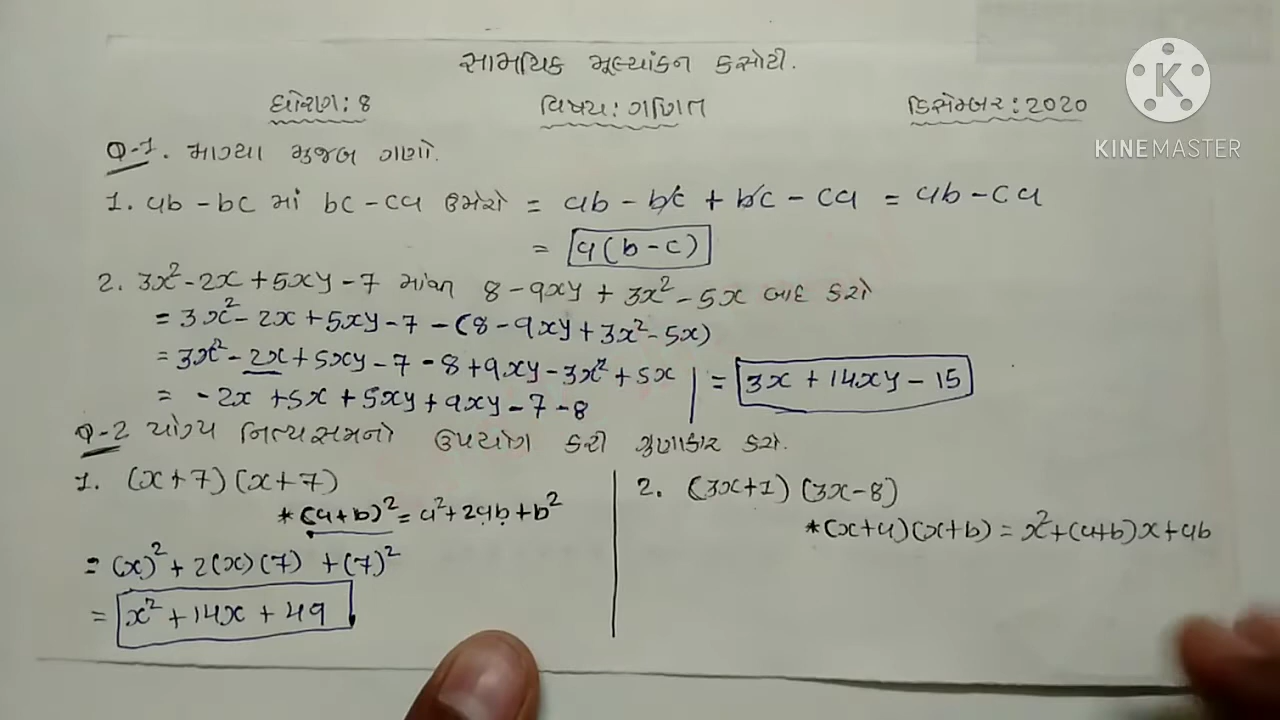 સામયિક મૂલ્યાંકન કસોટી.
ધોરણ: 8 વિષય: ગણિત ડિસેમ્બર: 2020
KINEMASTER
Q-1. માગ્યા મુજબ ગણો.
1. ab - bc માં bc - ca ઉમેરો = ab - bc + bc - ca = ab - ca
= a(b-c)
2. 3x² - 2x + 5xy - 7 માંથી 8 - 9xy + 3x² - 5x બાદ કરો
= 3x² - 2x + 5xy - 7 - (8 - 9xy + 3x² - 5x)
= 3x² - 2x + 5xy - 7 - 8 + 9xy - 3x² + 5x
= - 2x + 5x + 5xy + 9xy - 7 - 8
= 3x + 14xy - 15
Q-2 યોગ્ય નિત્યસમનો ઉપયોગ કરી ગુણાકાર કરો.
1. (x+7) (x+7)
* (a+b)² = a² + 2ab + b²
= (x)² + 2(x)(7) + (7)²
= x² + 14x + 49
2. (3x+1) (3x-8)
* (x+a)(x+b) = x² + (a+b)x + ab